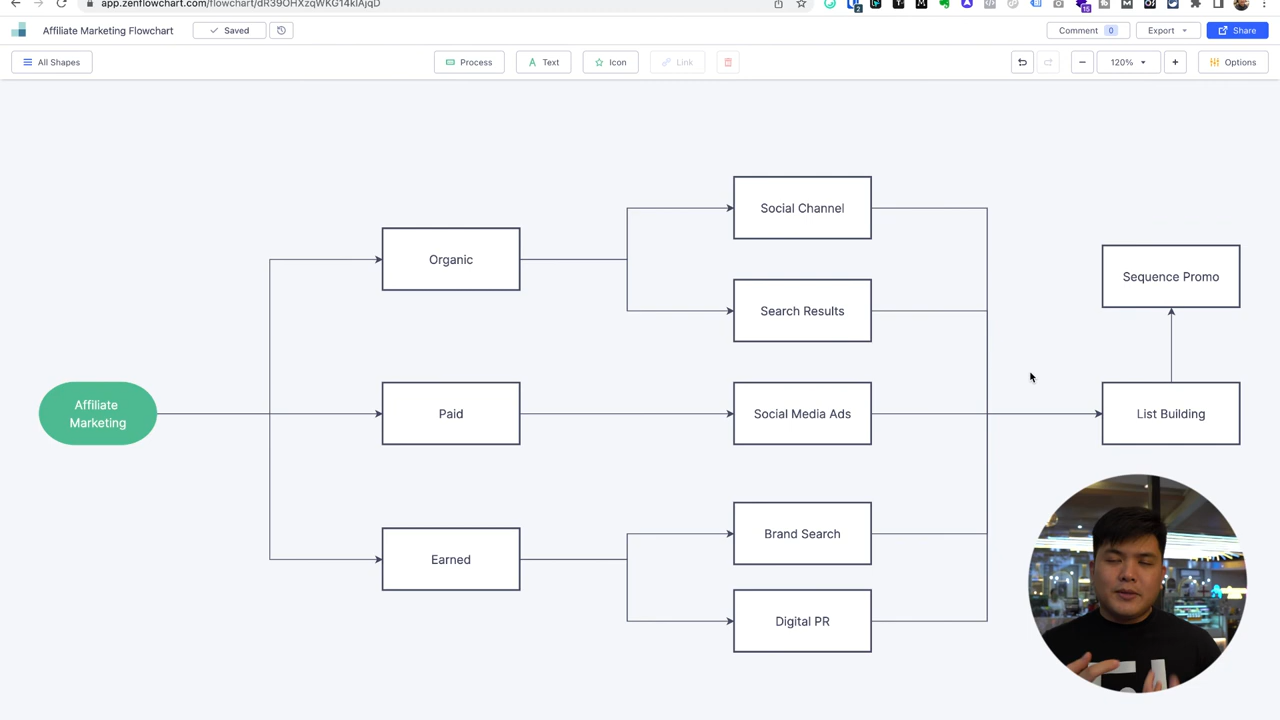 app.zenflowchart.com/flowchart/dR39OHXzqWKG14kIAjqD
Affiliate Marketing Flowchart
Saved
Comment 0
Export
Share
All Shapes
Process
Text
Icon
Link
120%
Options
Social Channel
Organic
Sequence Promo
Search Results
Affiliate
Marketing
Paid
Social Media Ads
List Building
Brand Search
Earned
Digital PR